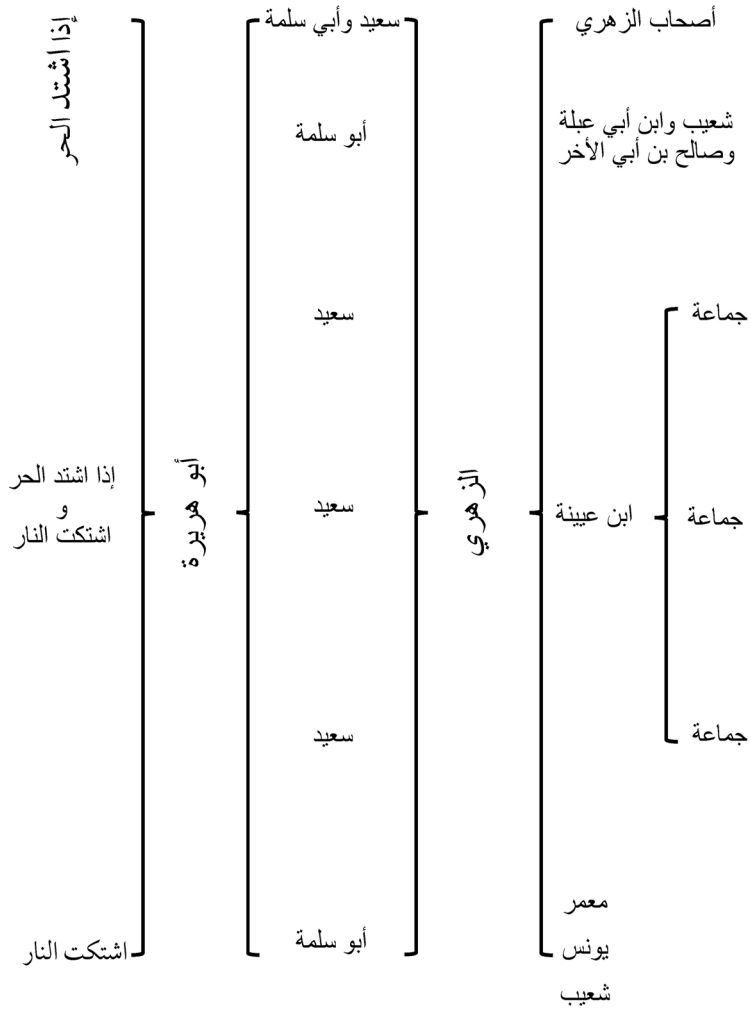 أصحاب الزهري
سعيد وأبي سلمة
إذا اشتد الحر
شعيب وابن أبي عبلة
وصالح بن أبي الأخر
أبو سلمة
جماعة
سعيد
جماعة
ابن عيينة
الزهري
سعيد
أبو هريرة
إذا اشتد الحر
و
اشتكت النار
جماعة
سعيد
معمر
يونس
شعيب
أبو سلمة
اشتكت النار